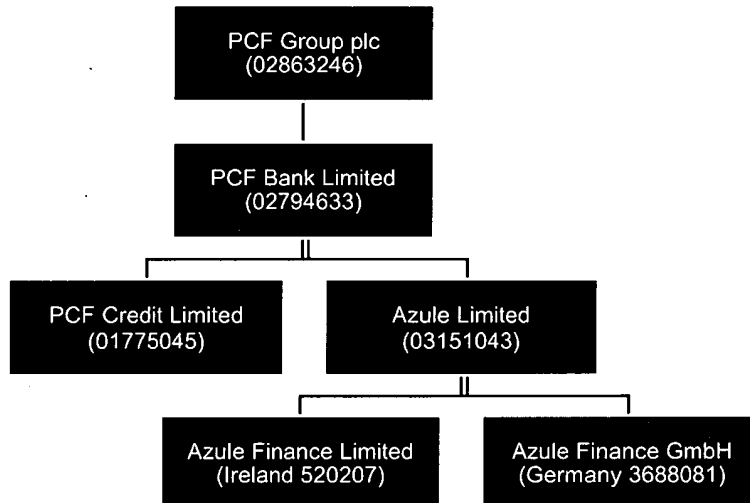 PCF Group plc
(02863246)
PCF Bank Limited
(02794633)
PCF Credit Limited
(01775045)
Azule Limited
(03151043)
Azule Finance Limited
(Ireland 520207)
Azule Finance GmbH
(Germany 3688081)